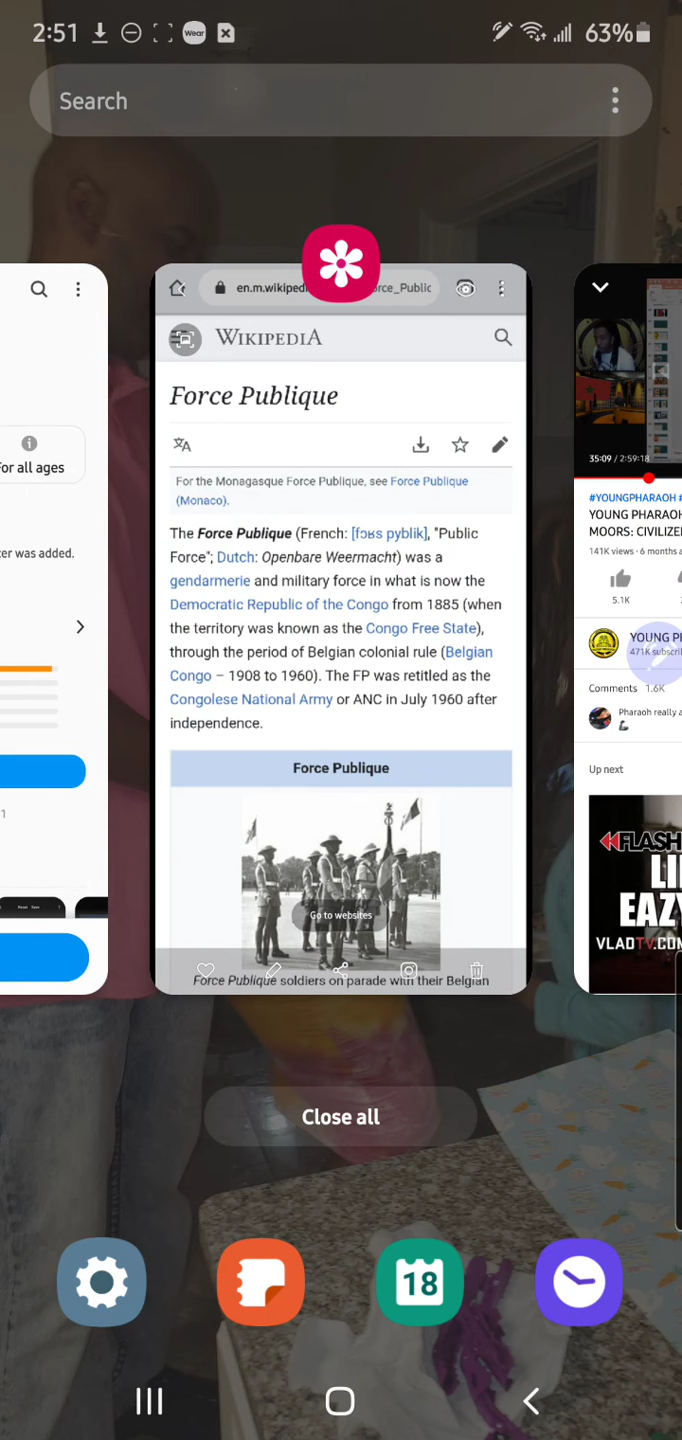 2:51
Wear
63%
Search
For all ages
zer was added.
1
en.m.wikiped
orce_Public
WIKIPEDIA
Force Publique
For the Monagasque Force Publique, see Force Publique
(Monaco).
The Force Publique (French: [fɔʁs pyblik], "Public
Force"; Dutch: Openbare Weermacht) was a
gendarmerie and military force in what is now the
Democratic Republic of the Congo from 1885 (when
the territory was known as the Congo Free State),
through the period of Belgian colonial rule (Belgian
Congo – 1908 to 1960). The FP was retitled as the
Congolese National Army or ANC in July 1960 after
independence.
Force Publique
Go to websites
Force Publique soldiers on parade with their Belgian
35:09 / 2:59:18
#YOUNGPHARAOH #
YOUNG PHARAOH
MOORS: CIVILIZE
141K views · 6 months a
5.1K
YOUNG PH
471K subscri
Comments 1.6K
Pharaoh really a
Up next
FLASH
LI
EAZY
VLADTV.COM
Close all
18